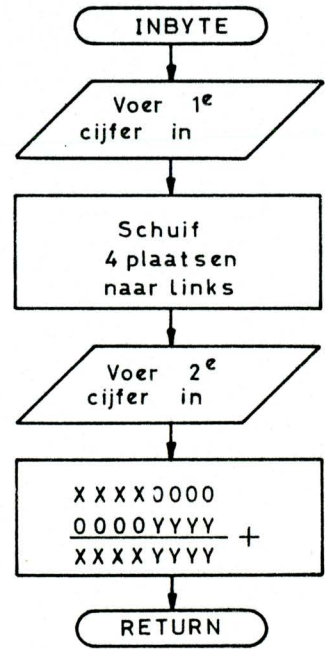 INBYTE
Voer 1e
cijfer in
Schuif
4 plaatsen
naar links
Voer 2e
cijfer in
XXXX0000
0000YYYY +
XXXXYYYY
RETURN